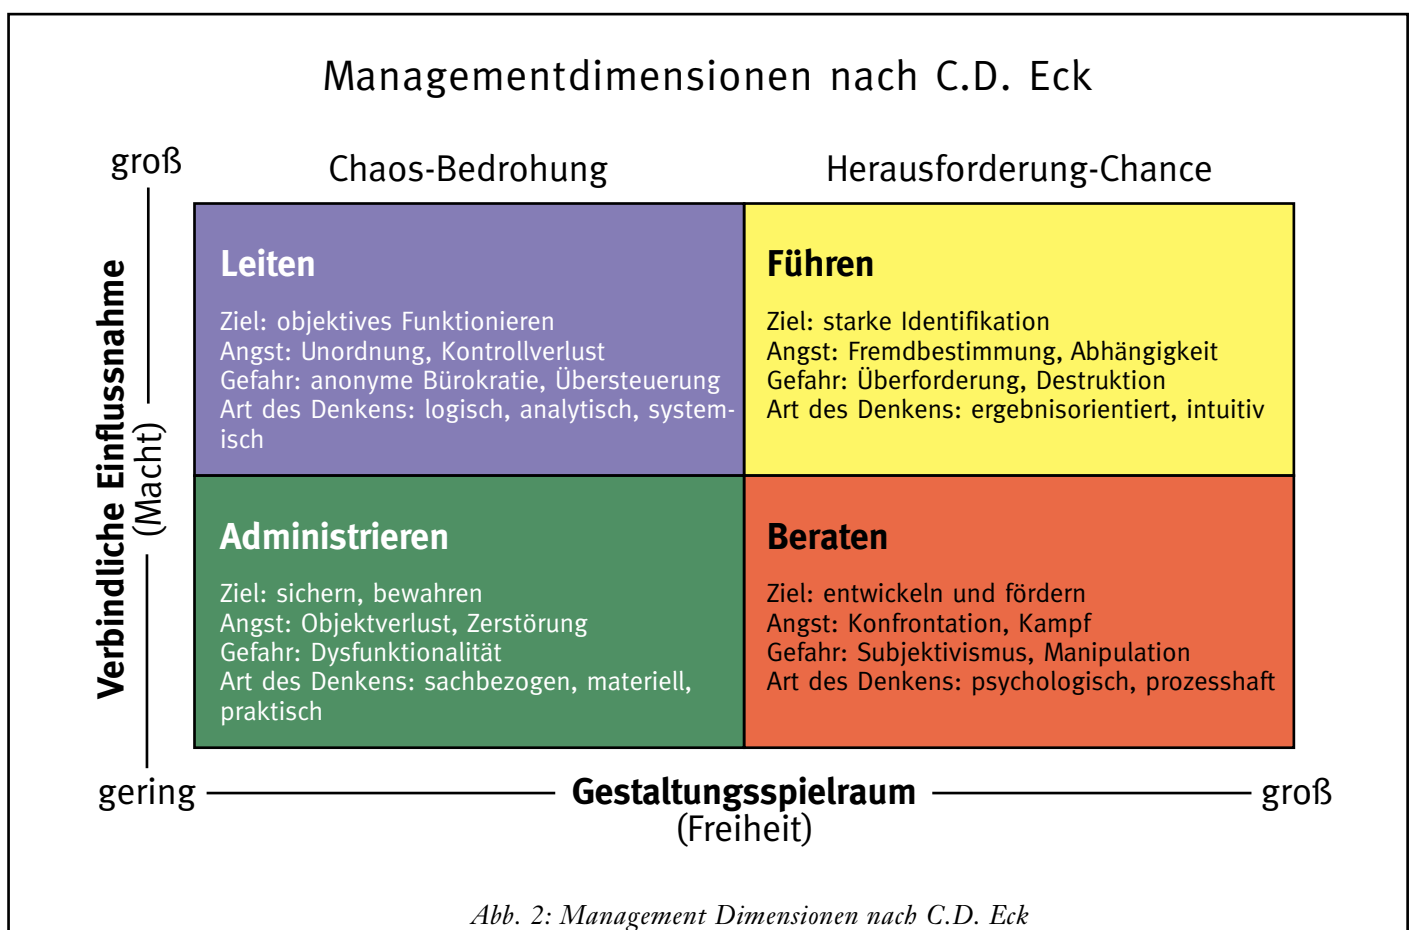 Managementdimensionen nach C.D. Eck
groß
Chaos-Bedrohung
Herausforderung-Chance
Verbindliche Einflussnahme
(Macht)
Leiten
Ziel: objektives Funktionieren
Angst: Unordnung, Kontrollverlust
Gefahr: anonyme Bürokratie, Übersteuerung
Art des Denkens: logisch, analytisch, system-
isch
Führen
Ziel: starke Identifikation
Angst: Fremdbestimmung, Abhängigkeit
Gefahr: Überforderung, Destruktion
Art des Denkens: ergebnisorientiert, intuitiv
Administrieren
Ziel: sichern, bewahren
Angst: Objektverlust, Zerstörung
Gefahr: Dysfunktionalität
Art des Denkens: sachbezogen, materiell,
praktisch
Beraten
Ziel: entwickeln und fördern
Angst: Konfrontation, Kampf
Gefahr: Subjektivismus, Manipulation
Art des Denkens: psychologisch, prozesshaft
gering
Gestaltungsspielraum
(Freiheit)
groß
Abb. 2: Management Dimensionen nach C.D. Eck